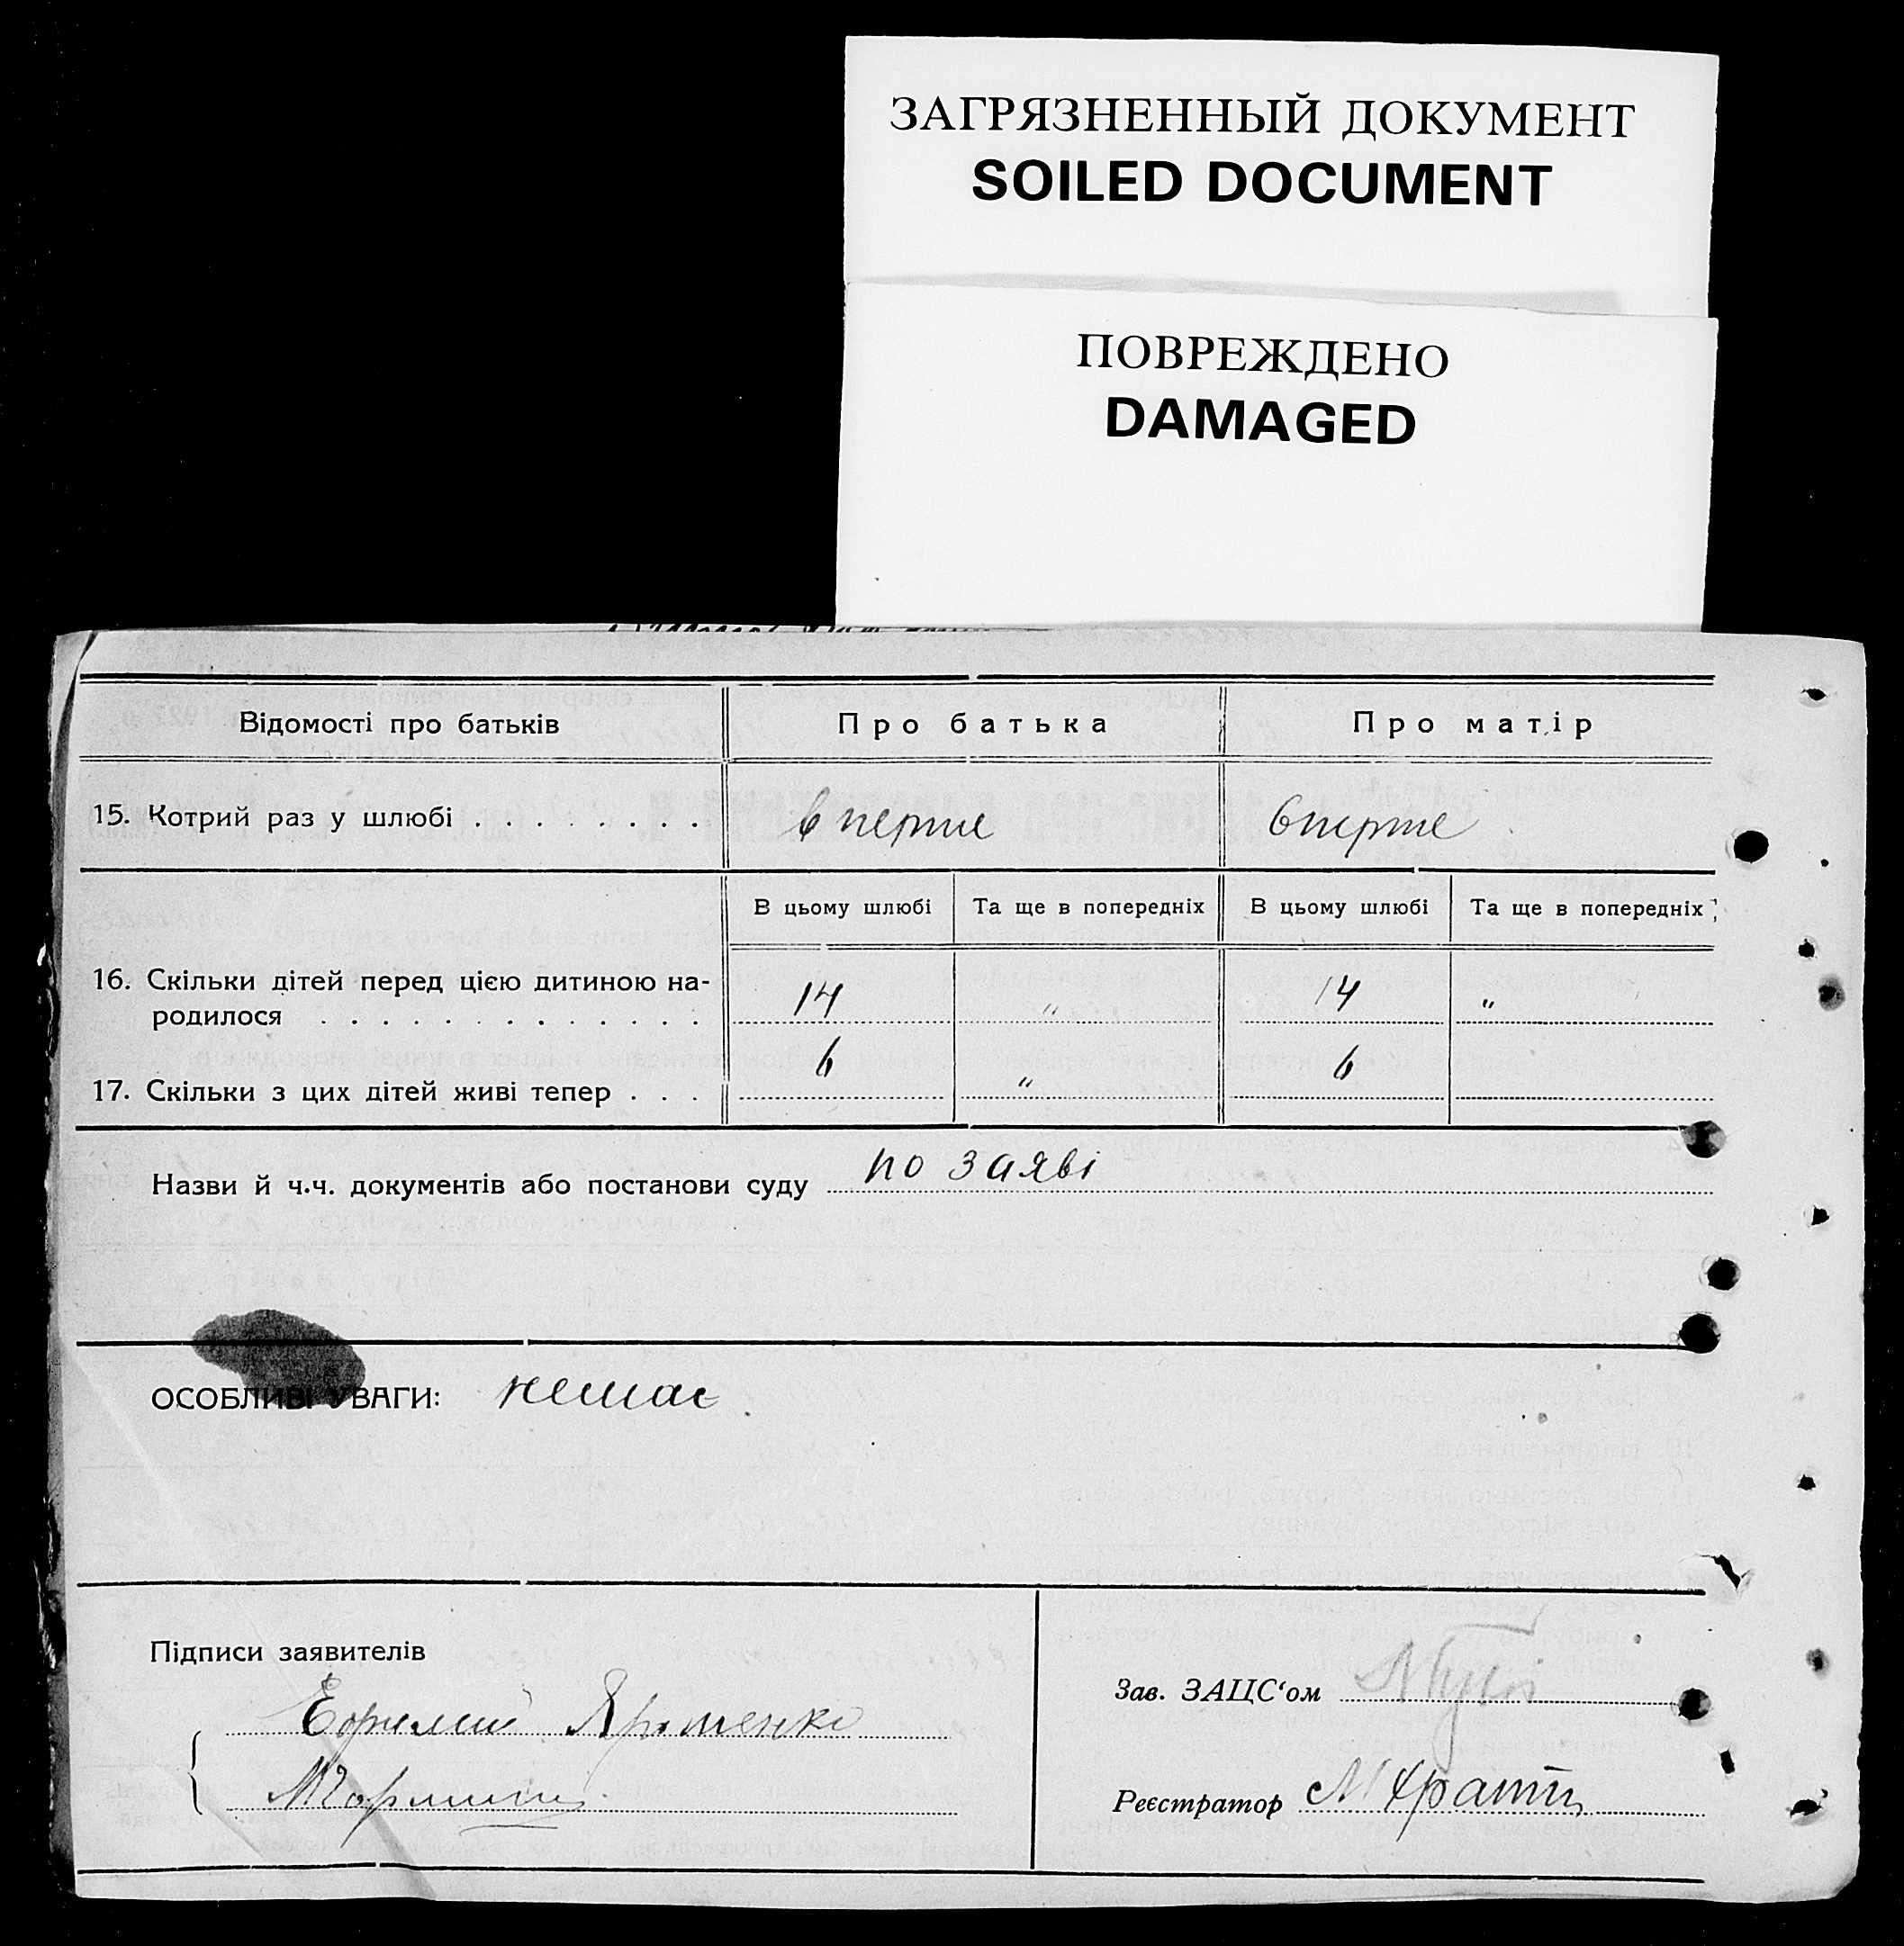 ЗАГРЯЗНЕННЫЙ ДОКУМЕНТ
SOILED DOCUMENT
ПОВРЕЖДЕНО
DAMAGED
Відомості про батьків Про батька Про матір
15. Котрий раз у шлюбі . . . . . . . . вперше вперше
В цьому шлюбі Та ще в попередніх В цьому шлюбі Та ще в попередніх
16. Скільки дітей перед цією дитиною на-
родилося . . . . . . . . . . . . . . 14 " 14 "
17. Скільки з цих дітей живі тепер . . . 6 " 6
Назви й ч.ч. документів або постанови суду по заяві
ОСОБЛИВІ УВАГИ: немає
Підписи заявителів
Зав. ЗАЦС‘ом
Реєстратор